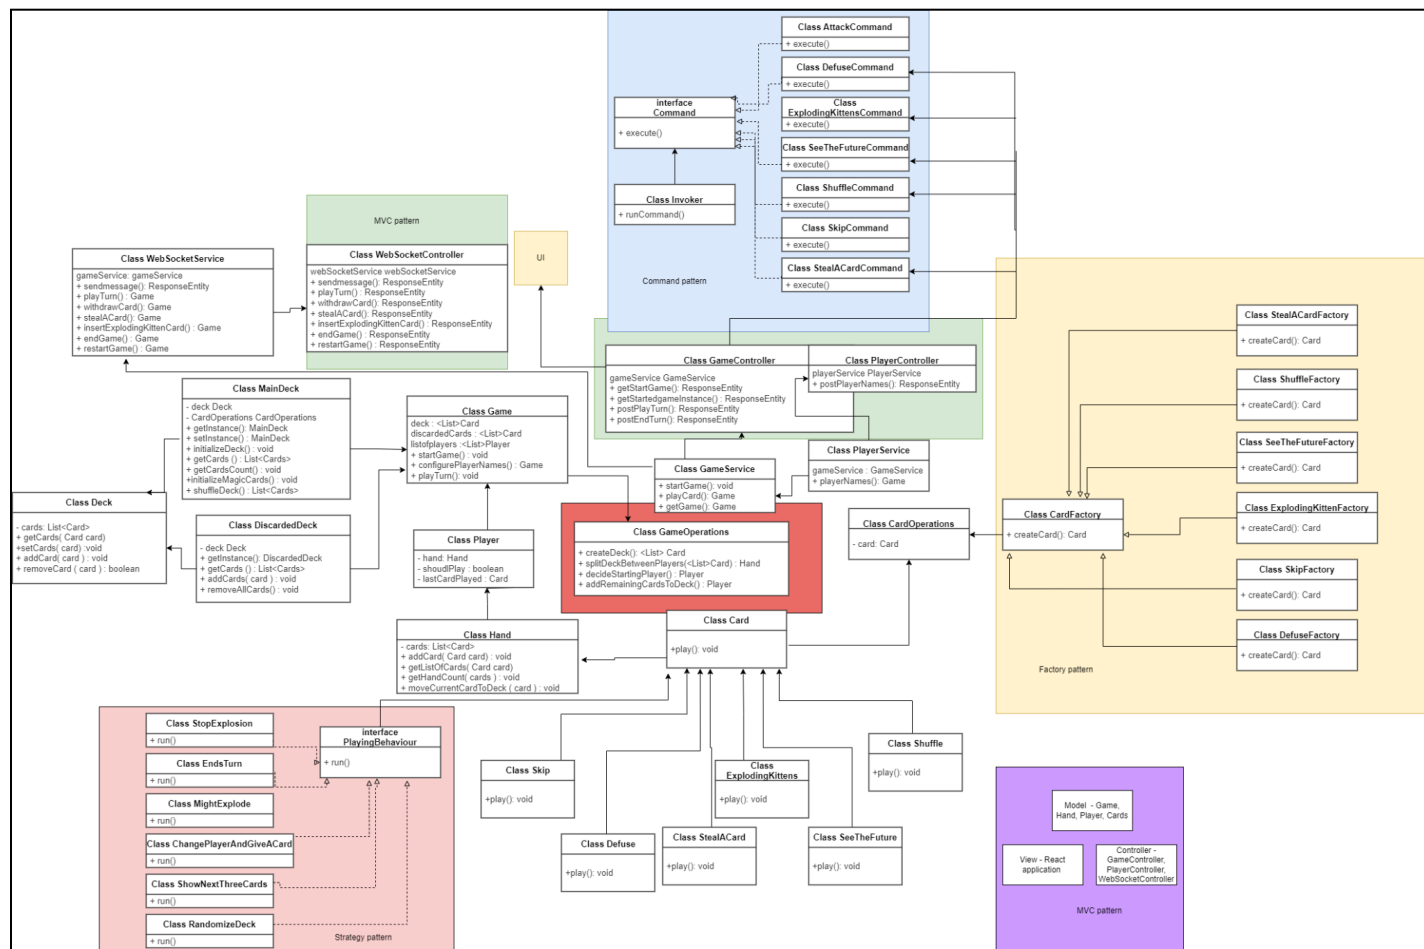 Class AttackCommand
+ execute()
Class DefuseCommand
+ execute()
Class
ExplodingKittensCommand
+ execute()
Class SeeTheFutureCommand
+ execute()
Class ShuffleCommand
+ execute()
Class SkipCommand
+ execute()
Class StealACardCommand
+ execute()
interface
Command
+ execute()
Class Invoker
+ runCommand()
Command pattern
MVC pattern
UI
Class WebSocketService
gameService: gameService
+ sendmessage(): ResponseEntity
+ playTurn() : Game
+ withdrawCard(): Game
+ stealACard(): Game
+ insertExplodingKittenCard() : Game
+ endGame() : Game
+ restartGame() : Game
Class WebSocketController
webSocketService webSocketService
+ sendmessage(): ResponseEntity
+ playTurn() : ResponseEntity
+ withdrawCard(): ResponseEntity
+ stealACard(): ResponseEntity
+ insertExplodingKittenCard() : ResponseEntity
+ endGame() : ResponseEntity
+ restartGame() : ResponseEntity
Class GameController
gameService GameService
+ getStartGame(): ResponseEntity
+ getStartedgameInstance() : ResponseEntity
+ postPlayTurn(): ResponseEntity
+ postEndTurn(): ResponseEntity
Class PlayerController
playerService PlayerService
+ postPlayerNames(): ResponseEntity
Class MainDeck
- deck Deck
- CardOperations CardOperations
+ getInstance(): MainDeck
+ setInstance() : MainDeck
+ initializeDeck() : void
+ getCards () : List<Cards>
+ getCardsCount() : void
+initializeMagicCards() : void
+ shuffleDeck() : List<Cards>
Class Game
deck : <List>Card
discardedCards : <List>Card
listofplayers :<List>Player
+ startGame() : void
+ configurePlayerNames() : Game
+ playTurn(): void
Class GameService
+ startGame(): void
+ playCard(): Game
+ getGame(): Game
Class PlayerService
gameService : GameService
+ playerNames(): Game
Class Deck
- cards: List<Card>
+ getCards( Card card)
+setCards( card) :void
+ addCard( card ) : void
+ removeCard ( card ) : boolean
Class DiscardedDeck
- deck Deck
+ getInstance(): DiscardedDeck
+ getCards () : List<Cards>
+ addCards( card ) : void
+ removeAllCards() : void
Class Player
- hand: Hand
- shoudlPlay : boolean
- lastCardPlayed : Card
Class GameOperations
+ createDeck(): <List> Card
+ splitDeckBetweenPlayers(<List>Card) : Hand
+ decideStartingPlayer() : Player
+ addRemainingCardsToDeck() : Player
Class CardOperations
- card: Card
Class CardFactory
+ createCard(): Card
Class StealACardFactory
+ createCard(): Card
Class ShuffleFactory
+ createCard(): Card
Class SeeTheFutureFactory
+ createCard(): Card
Class ExplodingKittenFactory
+ createCard(): Card
Class SkipFactory
+ createCard(): Card
Class DefuseFactory
+ createCard(): Card
Factory pattern
Class Hand
- cards: List<Card>
+ addCard( Card card) : void
+ getListOfCards( Card card)
+ getHandCount( cards ) : void
+ moveCurrentCardToDeck ( card ) : void
Class Card
+play(): void
Class StopExplosion
+ run()
Class EndsTurn
+ run()
Class MightExplode
+ run()
Class ChangePlayerAndGiveACard
+ run()
Class ShowNextThreeCards
+ run()
Class RandomizeDeck
+ run()
interface
PlayingBehaviour
+ run()
Strategy pattern
Class Skip
+play(): void
Class Defuse
+play(): void
Class StealACard
+play(): void
Class
ExplodingKittens
+play(): void
Class SeeTheFuture
+play(): void
Class Shuffle
+play(): void
Model - Game,
Hand, Player, Cards
View - React
application
Controller -
GameController,
PlayerController,
WebSocketController
MVC pattern